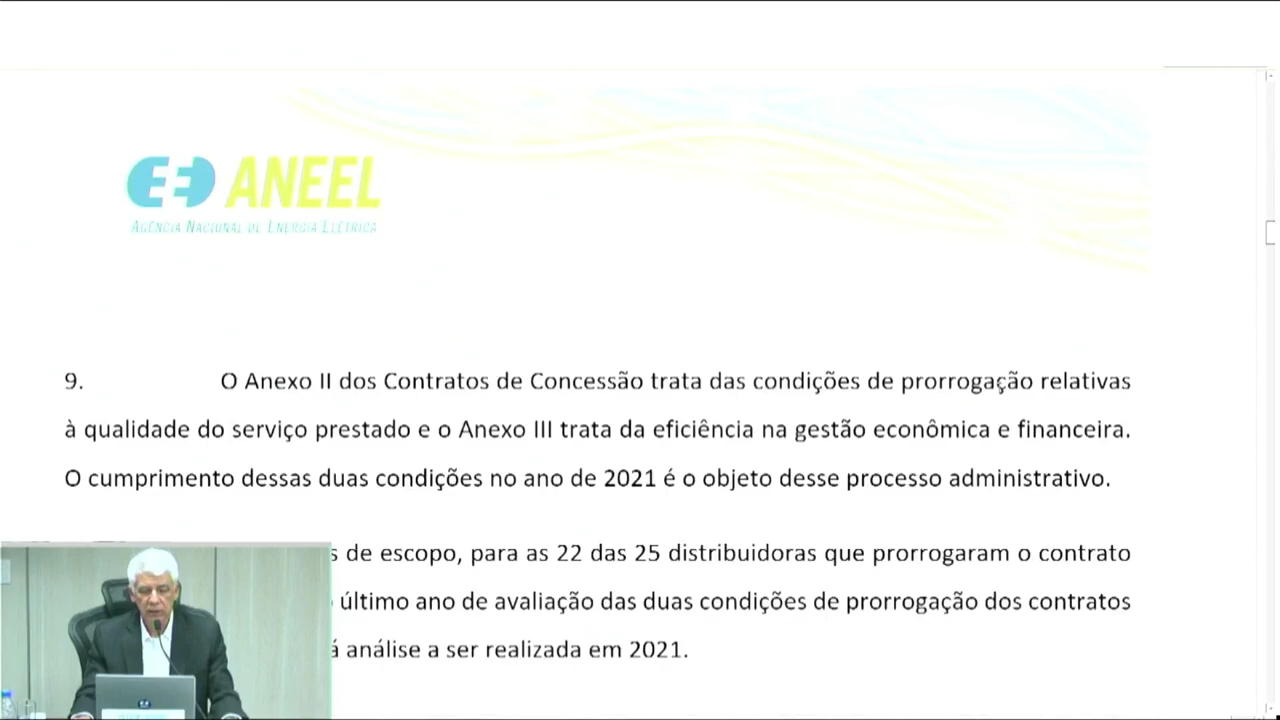 ANEEL
AGÊNCIA NACIONAL DE ENERGIA ELÉTRICA
9. O Anexo II dos Contratos de Concessão trata das condições de prorrogação relativas
à qualidade do serviço prestado e o Anexo III trata da eficiência na gestão econômica e financeira.
O cumprimento dessas duas condições no ano de 2021 é o objeto desse processo administrativo.
de escopo, para as 22 das 25 distribuidoras que prorrogaram o contrato
último ano de avaliação das duas condições de prorrogação dos contratos
análise a ser realizada em 2021.